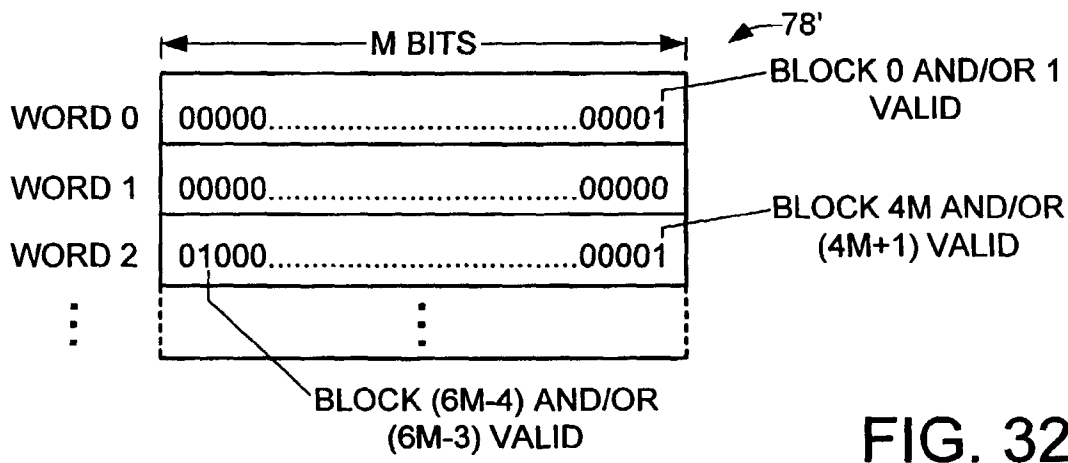 78'
M BITS
BLOCK 0 AND/OR 1
VALID
WORD 0 00000.......................................00001
WORD 1 00000.......................................00000
BLOCK 4M AND/OR
(4M+1) VALID
WORD 2 01000.......................................00001
BLOCK (6M-4) AND/OR
(6M-3) VALID
FIG. 32